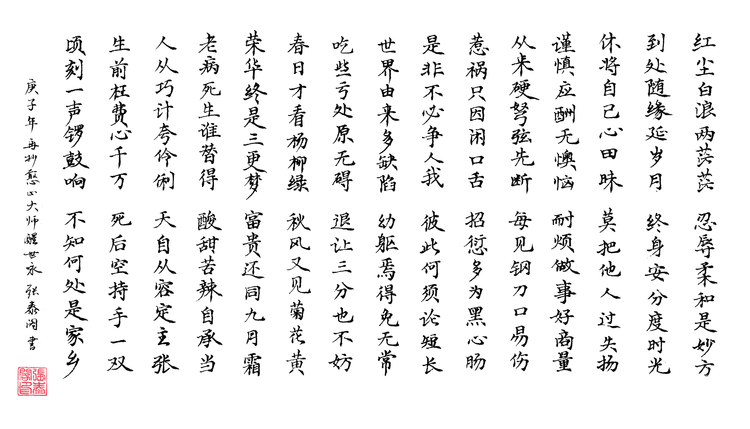 红尘白浪两茫茫 忍辱柔和是妙方
到处随缘延岁月 终身安分度时光
休将自己心田昧 莫把他人过失扬
谨慎应酬无懊恼 耐烦做事好商量
从来硬弩弦先断 每见钢刀口易伤
惹祸只因闲口舌 招愆多为黑心肠
是非不必争人我 彼此何须论短长
世界由来多缺陷 幼躯焉得免无常
吃些亏处原无碍 退让三分也不妨
春日才看杨柳绿 秋风又见菊花黄
荣华终是三更梦 富贵还同九月霜
老病死生谁替得 酸甜苦辣自承当
人从巧计夸伶俐 天自从容定主张
生前枉费心千万 死后空持手一双
顷刻一声锣鼓响 不知何处是家乡
庚子年 再抄憨山大师醒世咏 张泰 书